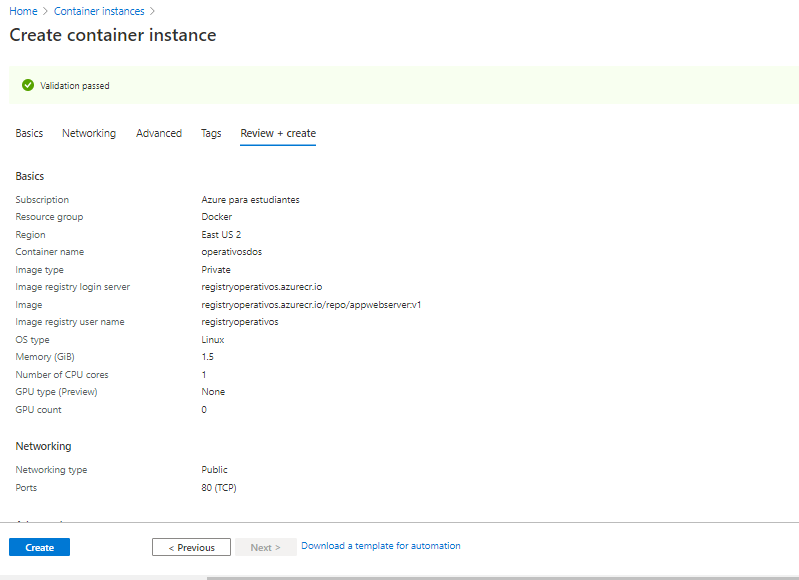 Home > Container instances >
Create container instance
Validation passed
Basics Networking Advanced Tags Review + create
Basics
Subscription Azure para estudiantes
Resource group Docker
Region East US 2
Container name operativosdos
Image type Private
Image registry login server registryoperativos.azurecr.io
Image registryoperativos.azurecr.io/repo/appwebserver:v1
Image registry user name registryoperativos
OS type Linux
Memory (GiB) 1.5
Number of CPU cores 1
GPU type (Preview) None
GPU count 0
Networking
Networking type Public
Ports 80 (TCP)
Create < Previous Next > Download a template for automation